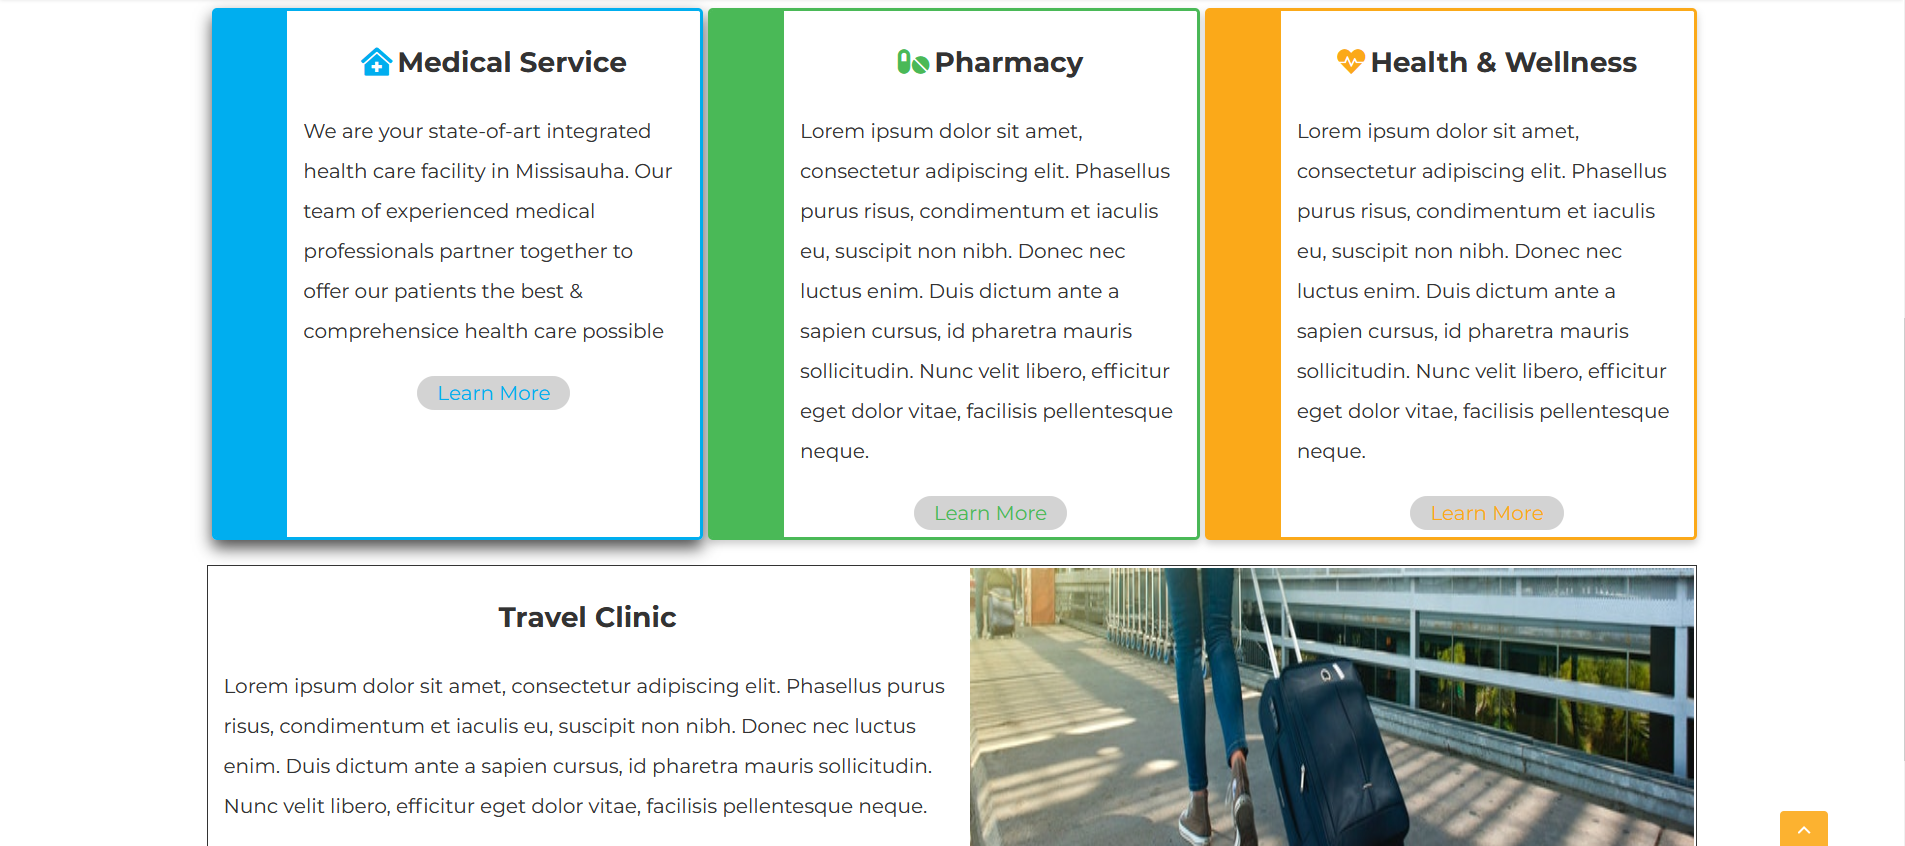 Medical Service
We are your state-of-art integrated
health care facility in Missisauha. Our
team of experienced medical
professionals partner together to
offer our patients the best &
comprehensice health care possible
Learn More
Pharmacy
Lorem ipsum dolor sit amet,
consectetur adipiscing elit. Phasellus
purus risus, condimentum et iaculis
eu, suscipit non nibh. Donec nec
luctus enim. Duis dictum ante a
sapien cursus, id pharetra mauris
sollicitudin. Nunc velit libero, efficitur
eget dolor vitae, facilisis pellentesque
neque.
Learn More
Health & Wellness
Lorem ipsum dolor sit amet,
consectetur adipiscing elit. Phasellus
purus risus, condimentum et iaculis
eu, suscipit non nibh. Donec nec
luctus enim. Duis dictum ante a
sapien cursus, id pharetra mauris
sollicitudin. Nunc velit libero, efficitur
eget dolor vitae, facilisis pellentesque
neque.
Learn More
Travel Clinic
Lorem ipsum dolor sit amet, consectetur adipiscing elit. Phasellus purus
risus, condimentum et iaculis eu, suscipit non nibh. Donec nec luctus
enim. Duis dictum ante a sapien cursus, id pharetra mauris sollicitudin.
Nunc velit libero, efficitur eget dolor vitae, facilisis pellentesque neque.